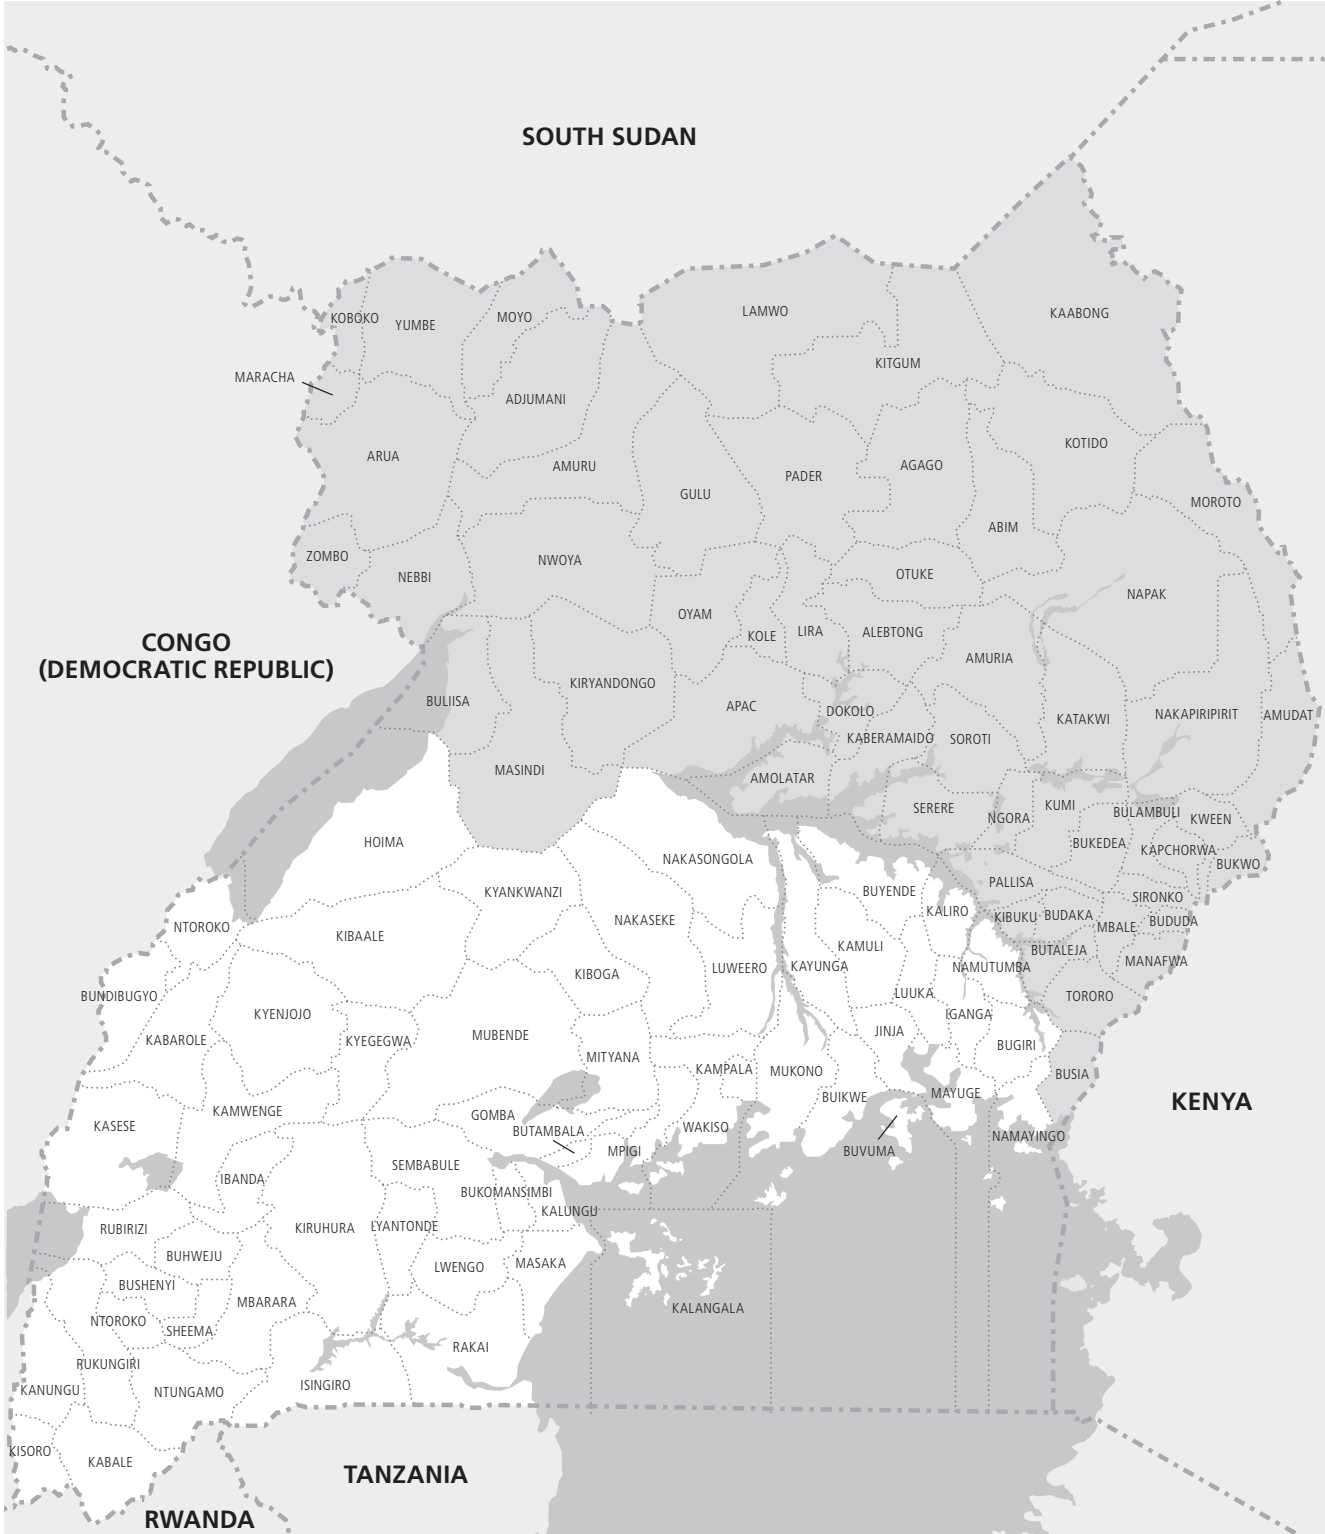 SOUTH SUDAN
LAMWO
KAABONG
KOBOKO
YUMBE
MOYO
KITGUM
MARACHA
ADJUMANI
KOTIDO
ARUA
AMURU
PADER
AGAGO
GULU
MOROTO
ABIM
ZOMBO
NWOYA
NEBBI
OTUKE
NAPAK
OYAM
KOLE
LIRA
ALEBTONG
CONGO
(DEMOCRATIC REPUBLIC)
AMURIA
KIRYANDONGO
BULIISA
APAC
DOKOLO
KATAKWI
NAKAPIRIPIRIT
AMUDAT
KABERAMAIDO
SOROTI
MASINDI
AMOLATAR
SERERE
NGORA
KUMI
BULAMBULI
KWEEN
HOIMA
BUKEDEA
KAPCHORWA
NAKASONGOLA
BUKWO
KYANKWANZI
BUYENDE
PALLISA
SIRONKO
NTOROKO
KIBAALE
NAKASEKE
KALIRO
KIBUKU
BUDAKA
MBALE
BUDUDA
KAMULI
BUTALEJA
MANAFWA
KIBOGA
LUWEERO
KAYUNGA
NAMUTUMBA
BUNDIBUGYO
LUUKA
TORORO
KYENJOJO
IGANGA
KABAROLE
KYEGEGWA
MUBENDE
JINJA
BUGIRI
MITYANA
KAMPALA
MUKONO
BUSIA
BUIKWE
MAYUGE
KENYA
KAMWENGE
GOMBA
KASESE
BUTAMBALA
WAKISO
NAMAYINGO
MPIGI
BUVUMA
SEMBABULE
IBANDA
BUKOMANSIMBI
KALUNGU
RUBIRIZI
KIRUHURA
LYANTONDE
BUHWEJU
LWENGO
MASAKA
BUSHENYI
MBARARA
KALANGALA
NTOROKO
SHEEMA
RAKAI
RUKUNGIRI
KANUNGU
NTUNGAMO
ISINGIRO
KISORO
KABALE
TANZANIA
RWANDA